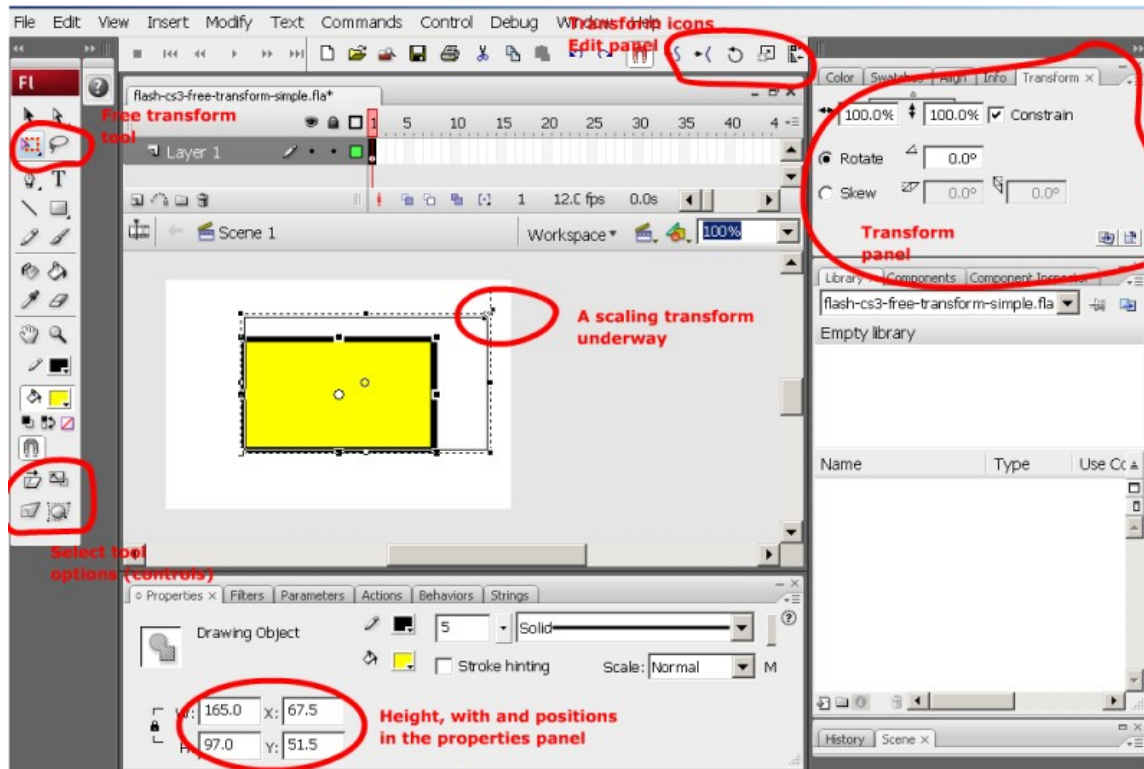 File Edit View Insert Modify Text Commands Control Debug Window Help
Transform icons
Edit panel
Fl
flash-cs3-free-transform-simple.fla*
Free transform
tool
1 5 10 15 20 25 30 35 40 4
Layer 1
1 12.0 fps 0.0s
Scene 1 Workspace 100%
A scaling transform
underway
Select tool
options (controls)
Color Swatches Align Info Transform
100.0% 100.0% Constrain
Rotate 0.0°
Skew 0.0° 0.0°
Transform
panel
Library Components Component Inspector
flash-cs3-free-transform-simple.fla
Empty library
Name Type Use Cc
Properties Filters Parameters Actions Behaviors Strings
Drawing Object 5 Solid
Stroke hinting Scale: Normal M
W: 165.0 X: 67.5
H: 97.0 Y: 51.5
Height, with and positions
in the properties panel
History Scene